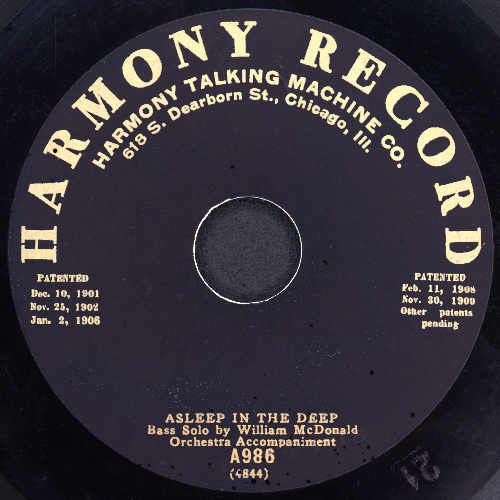 HARMONY RECORD
HARMONY TALKING MACHINE CO.
618 S. Dearborn St., Chicago, Ill.
PATENTED
Dec. 10, 1901
Nov. 25, 1902
Jan. 2, 1906
PATENTED
Feb. 11, 1908
Nov. 30, 1909
Other patents
pending
ASLEEP IN THE DEEP
Bass Solo by William McDonald
Orchestra Accompaniment
A986
(4844)
21